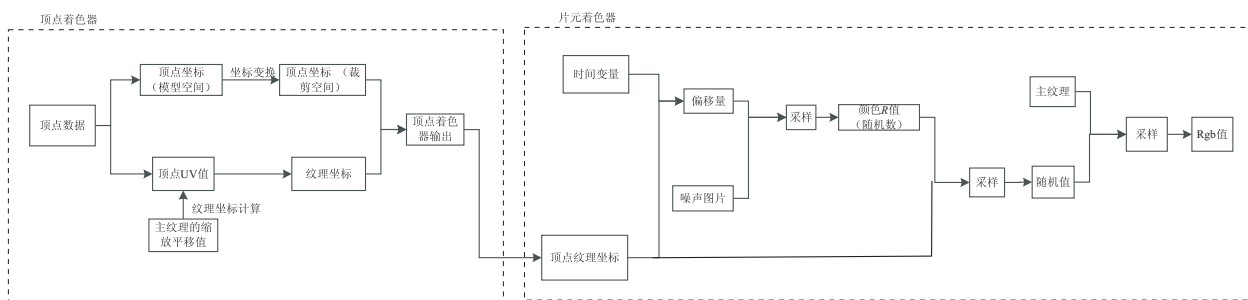 顶点着色器
顶点数据
顶点坐标
（模型空间）
坐标变换
顶点坐标 （裁
剪空间）
顶点UV值
纹理坐标
纹理坐标计算
主纹理的缩
放平移值
顶点着色
器输出
片元着色器
时间变量
偏移量
噪声图片
顶点纹理坐标
采样
颜色R值
（随机数）
采样
主纹理
随机值
采样
Rgb值